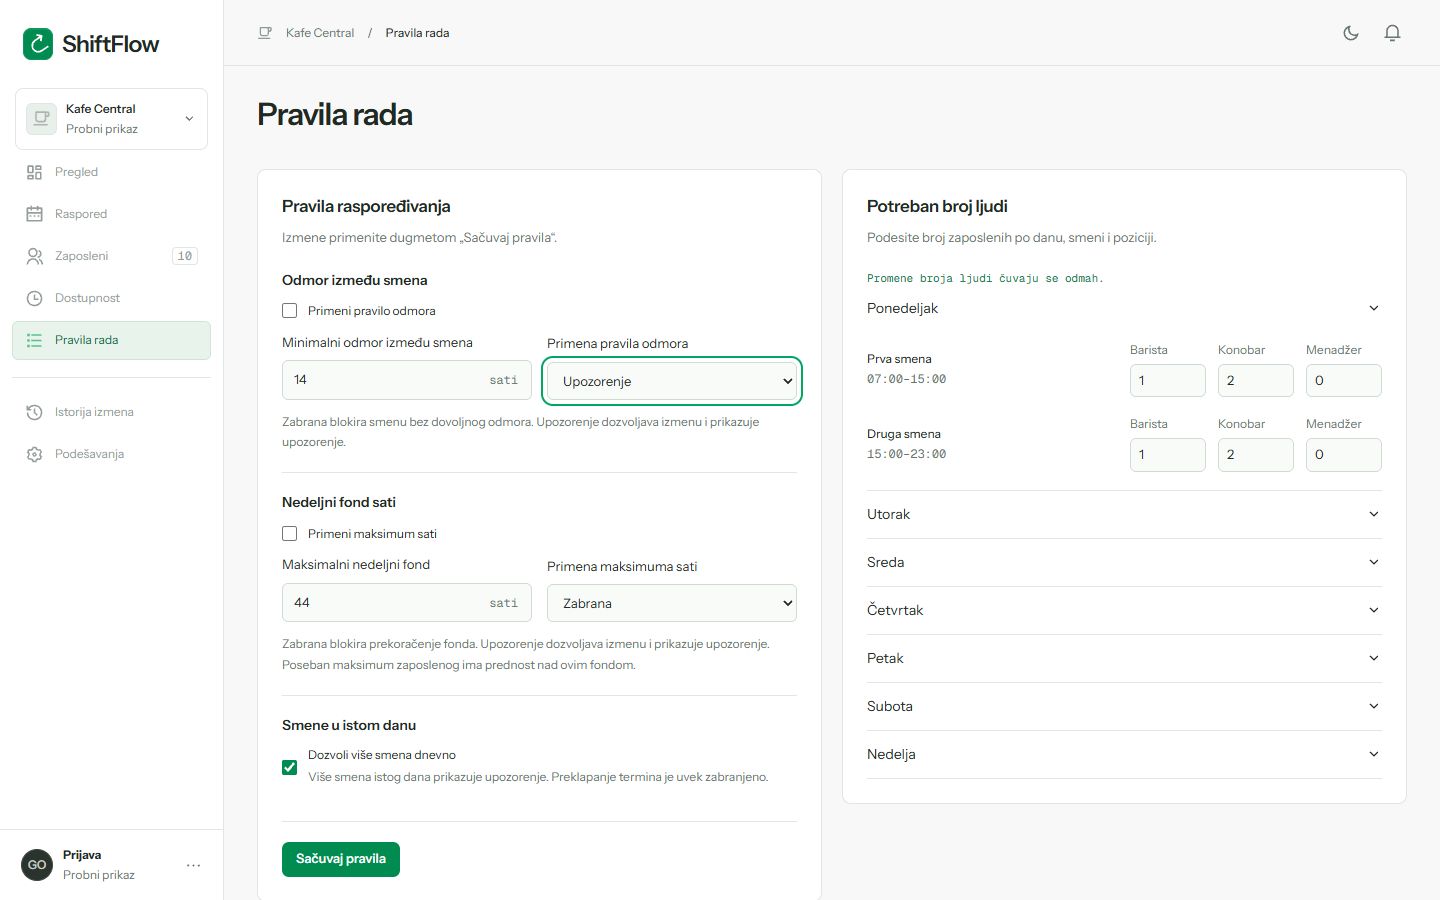 ShiftFlow
Kafe Central
Probni prikaz
Pregled
Raspored
Zaposleni 10
Dostupnost
Pravila rada
Istorija izmena
Podešavanja
GO
Prijava
Probni prikaz
Kafe Central / Pravila rada
Pravila rada
Pravila raspoređivanja
Izmene primenite dugmetom „Sačuvaj pravila“.
Odmor između smena
Primeni pravilo odmora
Minimalni odmor između smena
14 sati
Primena pravila odmora
Upozorenje
Zabrana blokira smenu bez dovoljnog odmora. Upozorenje dozvoljava izmenu i prikazuje
upozorenje.
Nedeljni fond sati
Primeni maksimum sati
Maksimalni nedeljni fond
44 sati
Primena maksimuma sati
Zabrana
Zabrana blokira prekoračenje fonda. Upozorenje dozvoljava izmenu i prikazuje upozorenje.
Poseban maksimum zaposlenog ima prednost nad ovim fondom.
Smene u istom danu
Dozvoli više smena dnevno
Više smena istog dana prikazuje upozorenje. Preklapanje termina je uvek zabranjeno.
Sačuvaj pravila
Potreban broj ljudi
Podesite broj zaposlenih po danu, smeni i poziciji.
Promene broja ljudi čuvaju se odmah.
Ponedeljak
Prva smena
07:00–15:00
Barista Konobar Menadžer
1 2 0
Druga smena
15:00–23:00
Barista Konobar Menadžer
1 2 0
Utorak
Sreda
Četvrtak
Petak
Subota
Nedelja